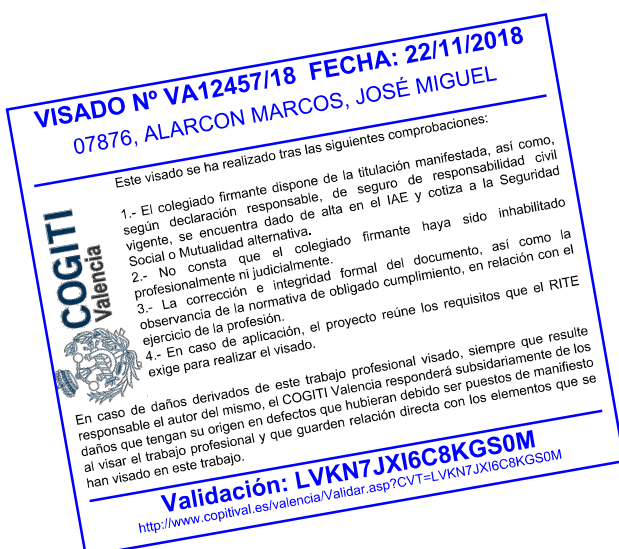 VISADO Nº VA12457/18 FECHA: 22/11/2018
07876, ALARCON MARCOS, JOSÉ MIGUEL
Este visado se ha realizado tras las siguientes comprobaciones:
1.- El colegiado firmante dispone de la titulación manifestada, así como,
según declaración responsable, de seguro de responsabilidad civil
vigente, se encuentra dado de alta en el IAE y cotiza a la Seguridad
Social o Mutualidad alternativa.
2.- No consta que el colegiado firmante haya sido inhabilitado
profesionalmente ni judicialmente.
3.- La corrección e integridad formal del documento, así como la
observancia de la normativa de obligado cumplimiento, en relación con el
ejercicio de la profesión.
4.- En caso de aplicación, el proyecto reúne los requisitos que el RITE
exige para realizar el visado.
COGITI
Valencia
En caso de daños derivados de este trabajo profesional visado, siempre que resulte
responsable el autor del mismo, el COGITI Valencia responderá subsidiariamente de los
daños que tengan su origen en defectos que hubieran debido ser puestos de manifiesto
al visar el trabajo profesional y que guarden relación directa con los elementos que se
han visado en este trabajo.
Validación: LVKN7JXI6C8KGS0M
http://www.copitival.es/valencia/Validar.asp?CVT=LVKN7JXI6C8KGS0M